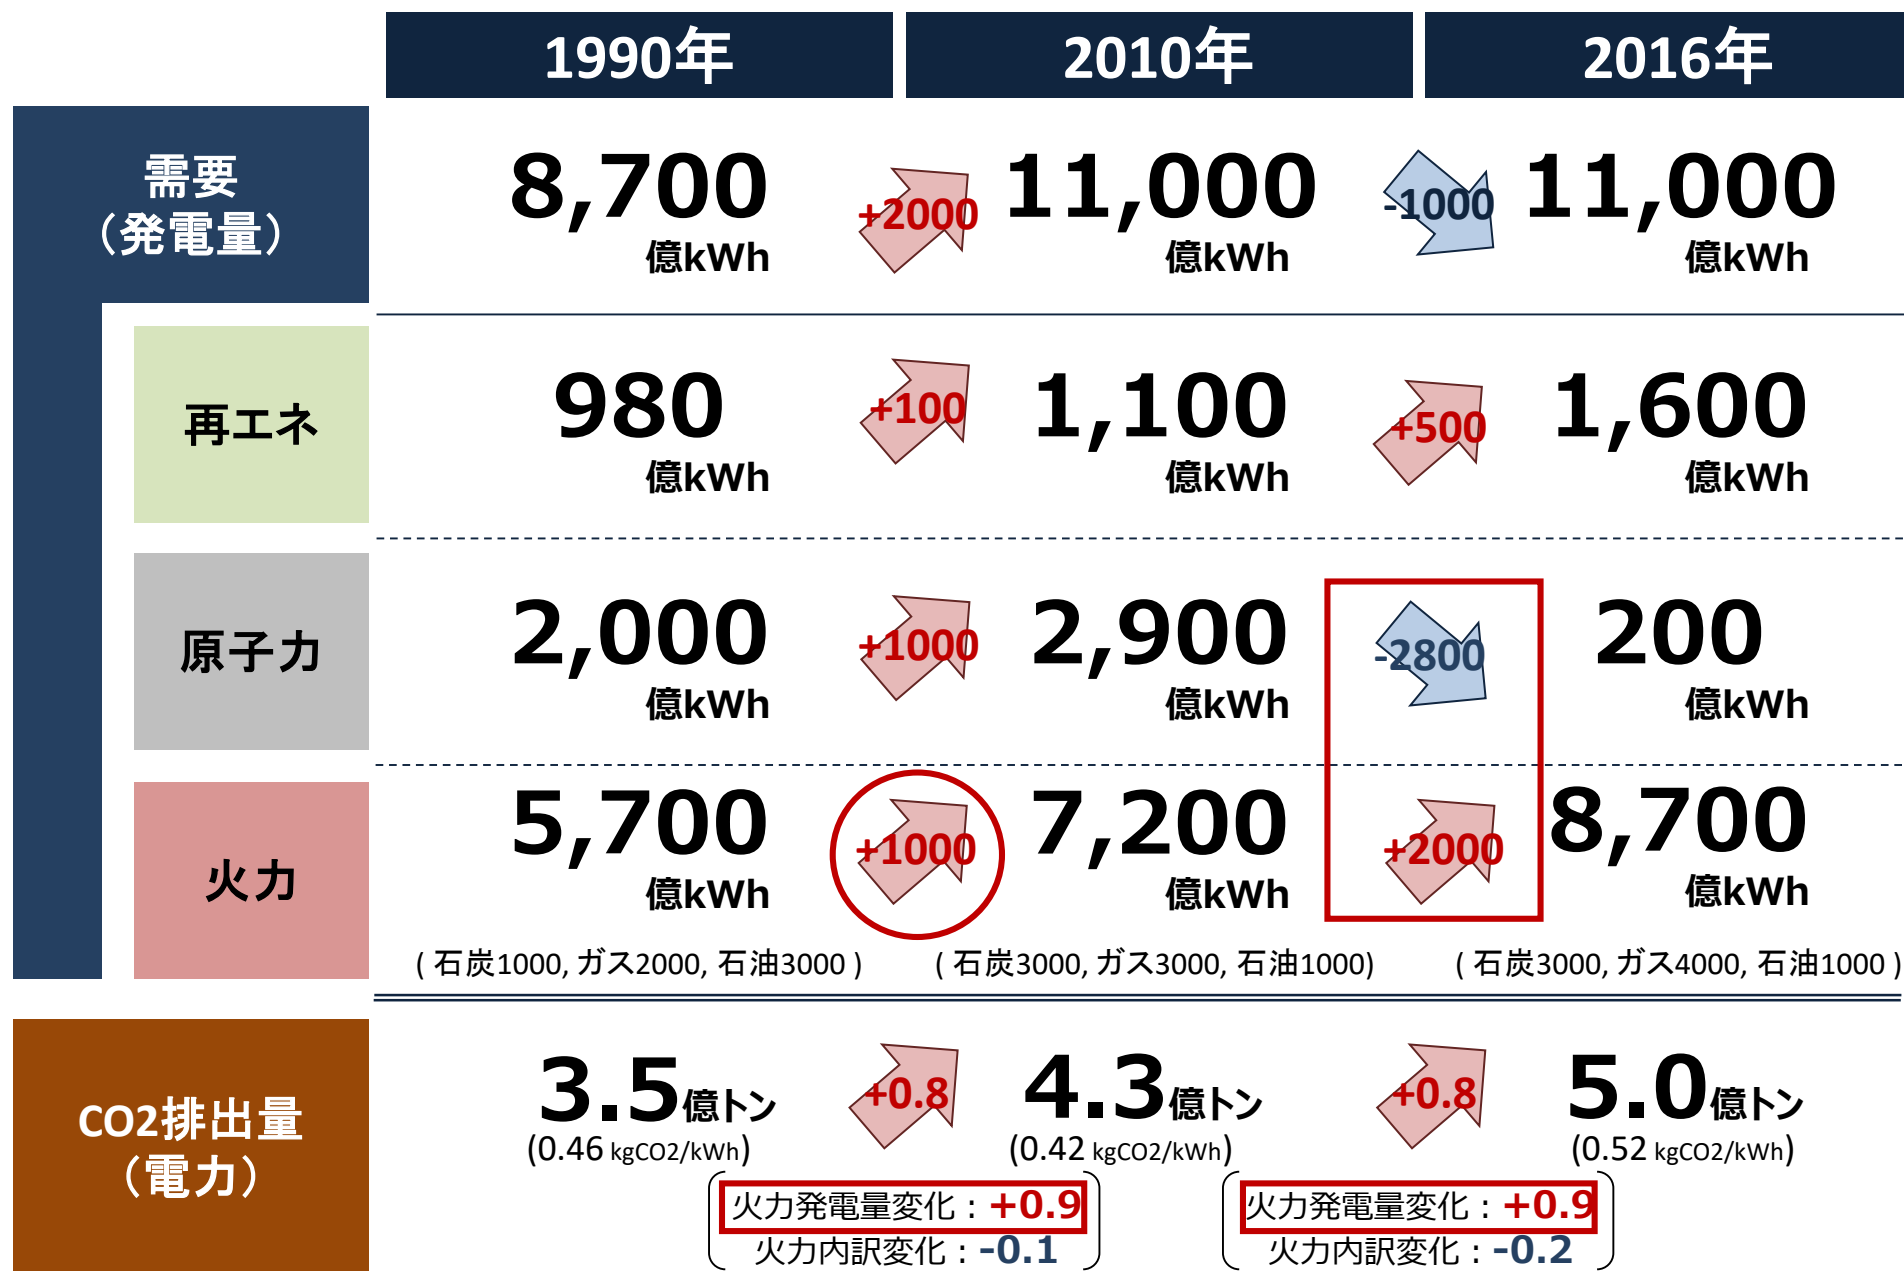 1990年 2010年 2016年
需要
（発電量）
8,700 +2000 11,000 -1000 11,000
億kWh 億kWh 億kWh
再エネ
980 +100 1,100 +500 1,600
億kWh 億kWh 億kWh
原子力
2,000 +1000 2,900 -2800 200
億kWh 億kWh 億kWh
火力
5,700 +1000 7,200 +2000 8,700
億kWh 億kWh 億kWh
( 石炭1000, ガス2000, 石油3000 ) ( 石炭3000, ガス3000, 石油1000) ( 石炭3000, ガス4000, 石油1000 )
CO2排出量
（電力）
3.5億トン +0.8 4.3億トン +0.8 5.0億トン
(0.46 kgCO2/kWh) (0.42 kgCO2/kWh) (0.52 kgCO2/kWh)
火力発電量変化：+0.9 火力発電量変化：+0.9
火力内訳変化：-0.1 火力内訳変化：-0.2